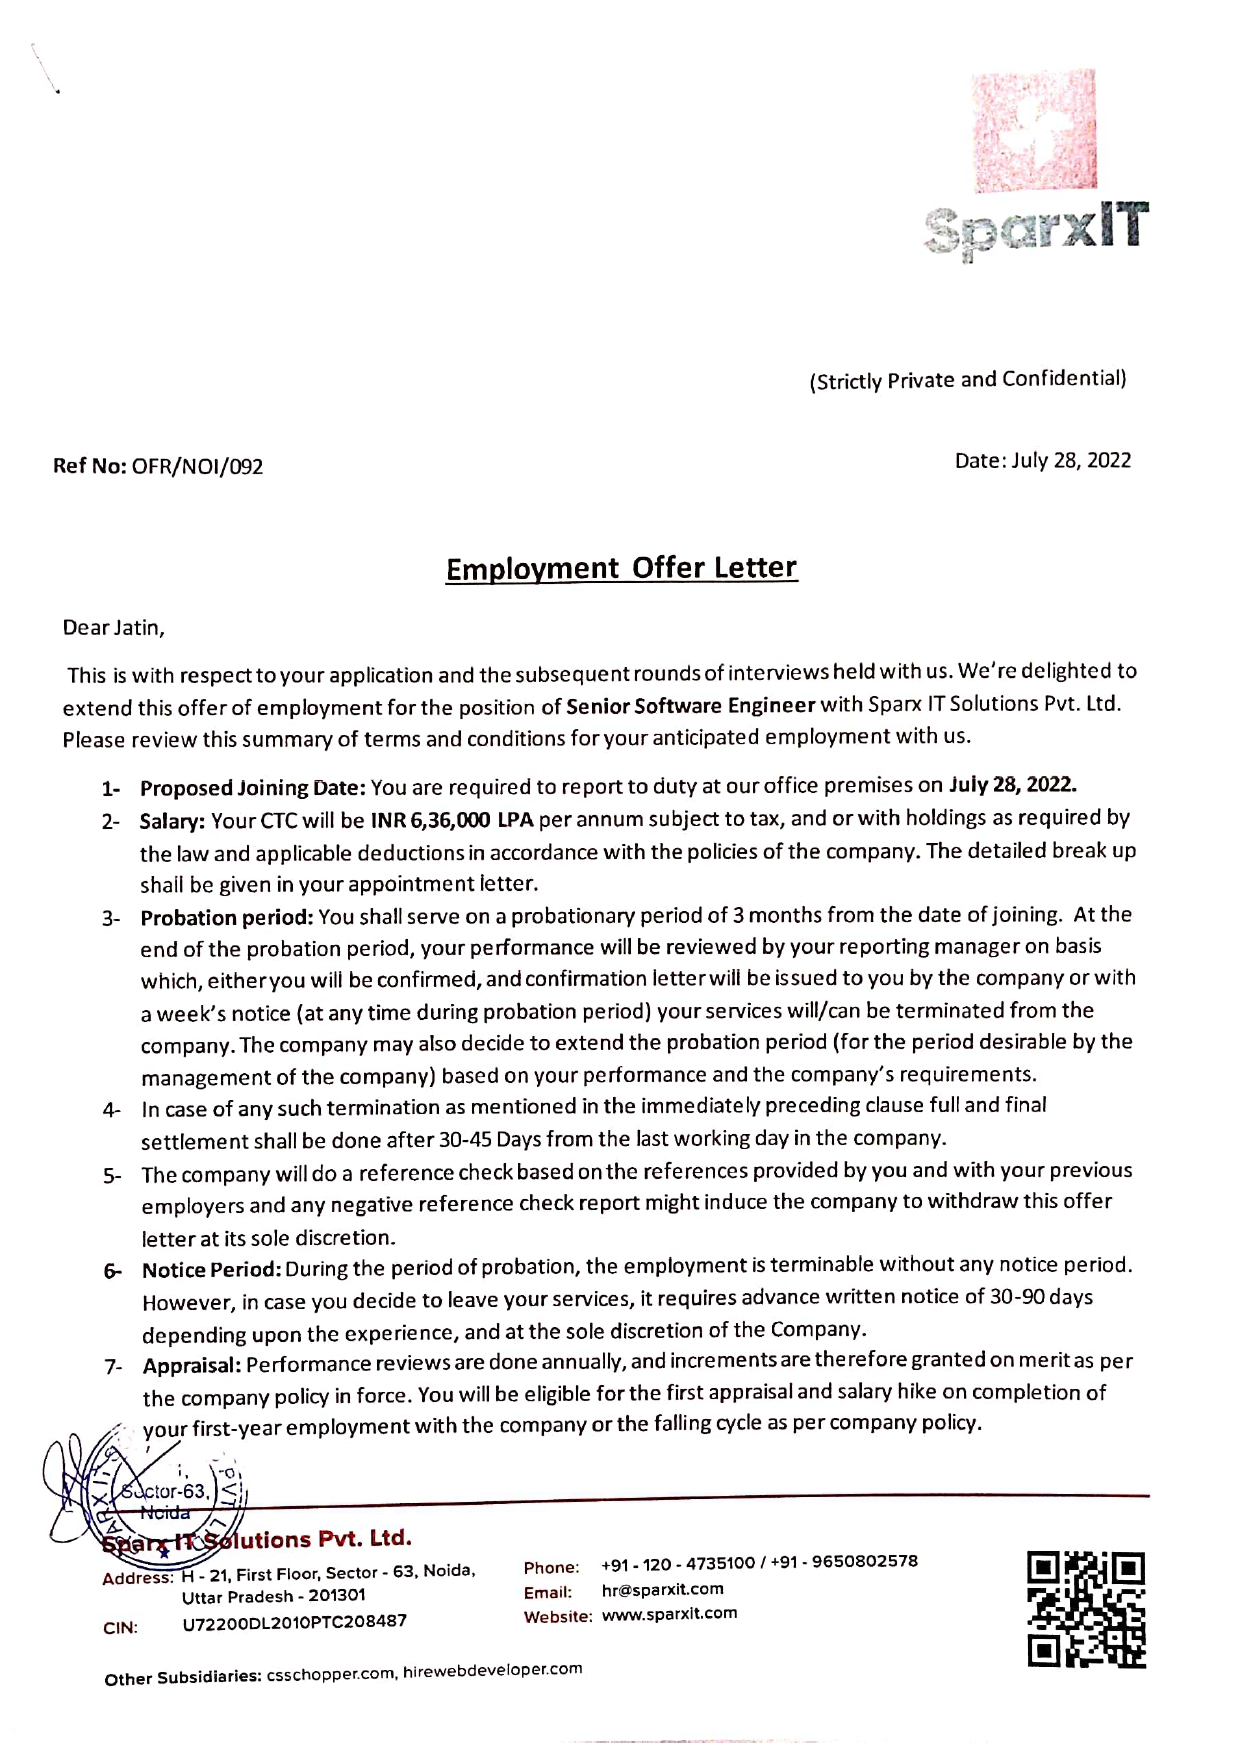 SparxIT
(Strictly Private and Confidential)
Ref No: OFR/NOI/092
Date: July 28, 2022
Employment Offer Letter
Dear Jatin,
This is with respect to your application and the subsequent rounds of interviews held with us. We're delighted to
extend this offer of employment for the position of Senior Software Engineer with Sparx IT Solutions Pvt. Ltd.
Please review this summary of terms and conditions for your anticipated employment with us.
1- Proposed Joining Date: You are required to report to duty at our office premises on July 28, 2022.
2- Salary: Your CTC will be INR 6,36,000 LPA per annum subject to tax, and or with holdings as required by
the law and applicable deductions in accordance with the policies of the company. The detailed break up
shall be given in your appointment letter.
3- Probation period: You shall serve on a probationary period of 3 months from the date of joining. At the
end of the probation period, your performance will be reviewed by your reporting manager on basis
which, either you will be confirmed, and confirmation letter will be issued to you by the company or with
a week's notice (at any time during probation period) your services will/can be terminated from the
company. The company may also decide to extend the probation period (for the period desirable by the
management of the company) based on your performance and the company's requirements.
4- In case of any such termination as mentioned in the immediately preceding clause full and final
settlement shall be done after 30-45 Days from the last working day in the company.
5- The company will do a reference check based on the references provided by you and with your previous
employers and any negative reference check report might induce the company to withdraw this offer
letter at its sole discretion.
6- Notice Period: During the period of probation, the employment is terminable without any notice period.
However, in case you decide to leave your services, it requires advance written notice of 30-90 days
depending upon the experience, and at the sole discretion of the Company.
7- Appraisal: Performance reviews are done annually, and increments are therefore granted on merit as per
the company policy in force. You will be eligible for the first appraisal and salary hike on completion of
your first-year employment with the company or the falling cycle as per company policy.
Sector-63,
Noida
Sparx IT Solutions Pvt. Ltd.
Address: H - 21, First Floor, Sector - 63, Noida,
Uttar Pradesh - 201301
CIN: U72200DL2010PTC208487
Phone: +91 - 120 - 4735100 / +91 - 9650802578
Email: hr@sparxit.com
Website: www.sparxit.com
Other Subsidiaries: csschopper.com, hirewebdeveloper.com